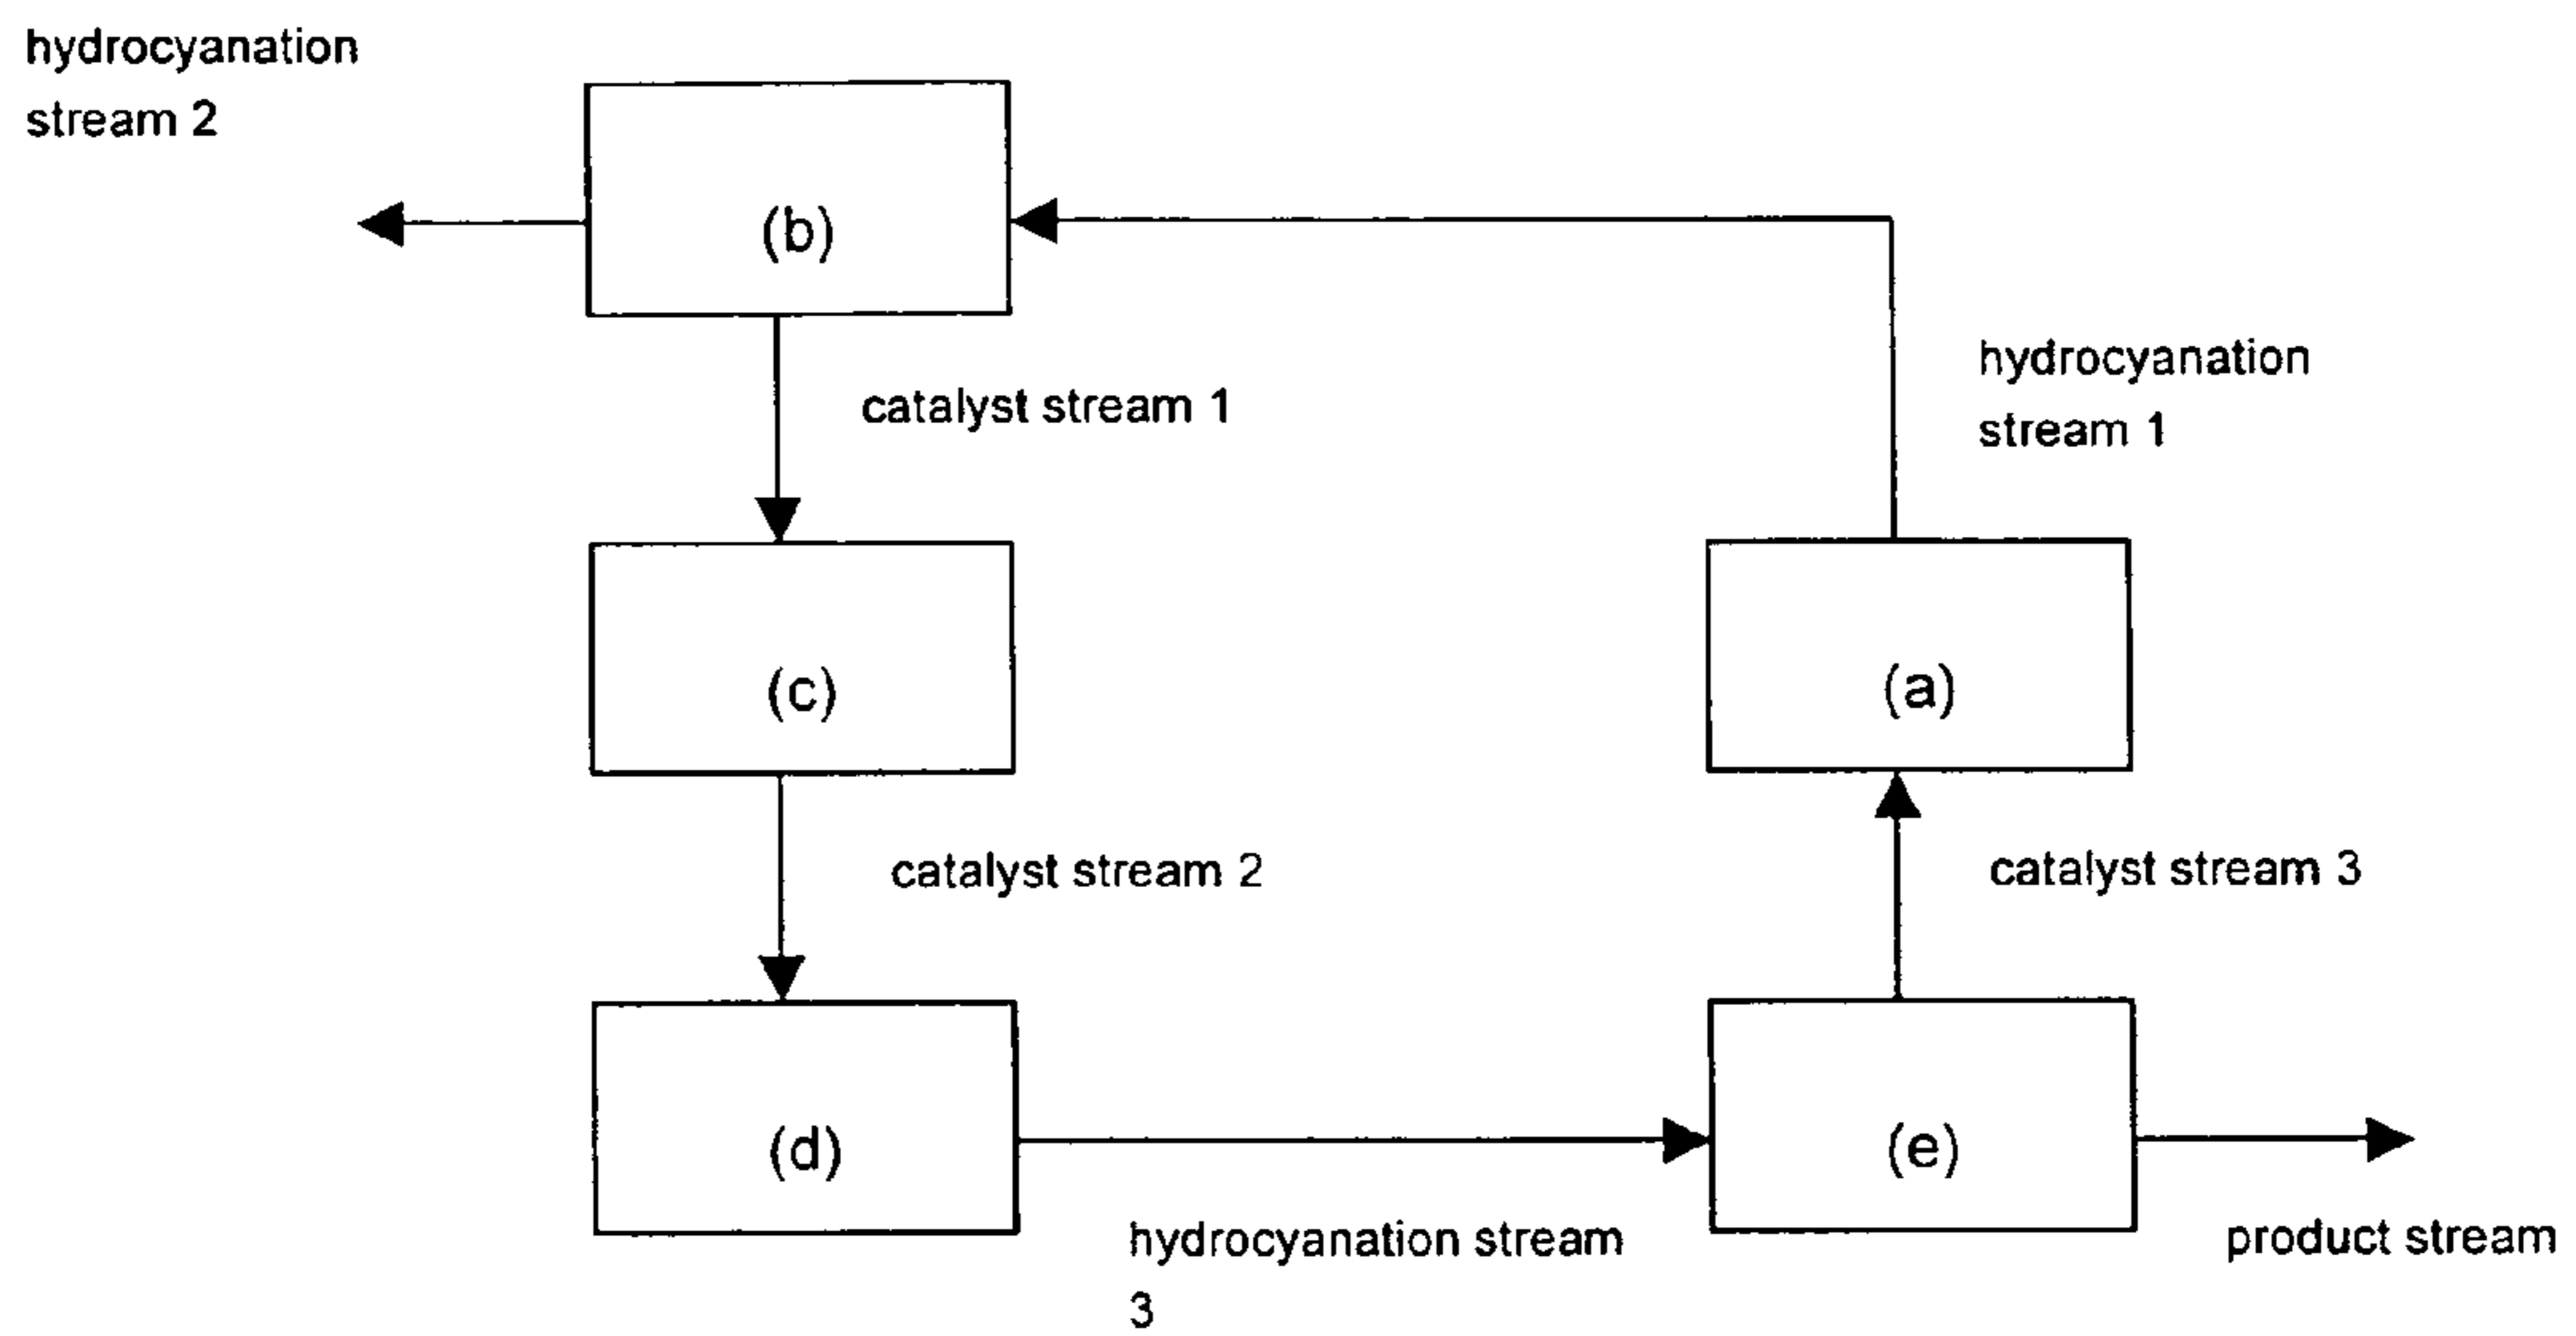 hydrocyanation
stream 2
(b)
catalyst stream 1
hydrocyanation
stream 1
(c)
(a)
catalyst stream 2
catalyst stream 3
(d)
(e)
hydrocyanation stream
3
product stream